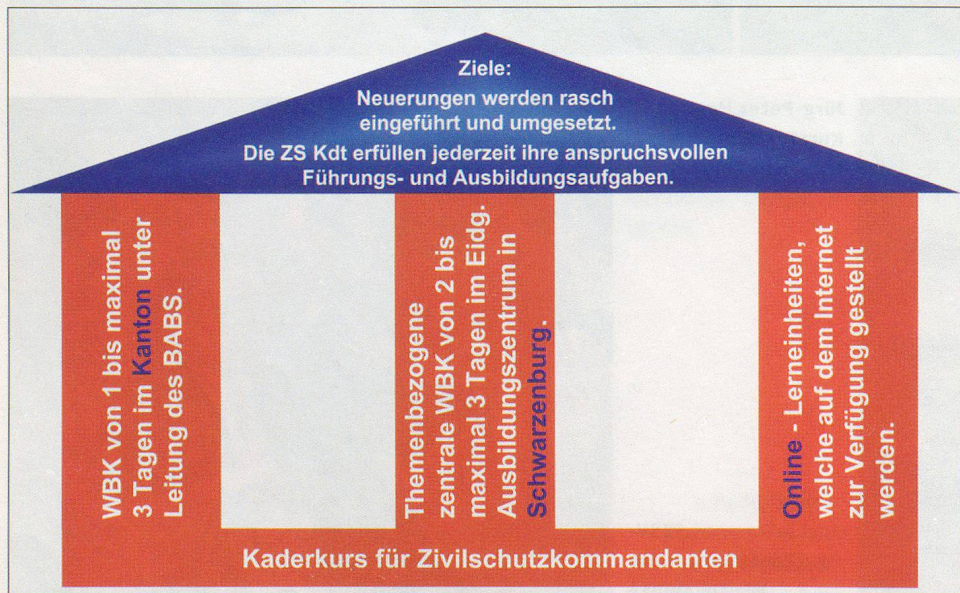 Ziele:
Neuerungen werden rasch
eingeführt und umgesetzt.
Die ZS Kdt erfüllen jederzeit ihre anspruchsvollen
Führungs- und Ausbildungsaufgaben.
WBK von 1 bis maximal
3 Tagen im Kanton unter
Leitung des BABS.
Themenbezogene
zentrale WBK von 2 bis
maximal 3 Tagen im Eidg.
Ausbildungszentrum in
Schwarzenburg.
Online - Lerneinheiten,
welche auf dem Internet
zur Verfügung gestellt
werden.
Kaderkurs für Zivilschutzkommandanten